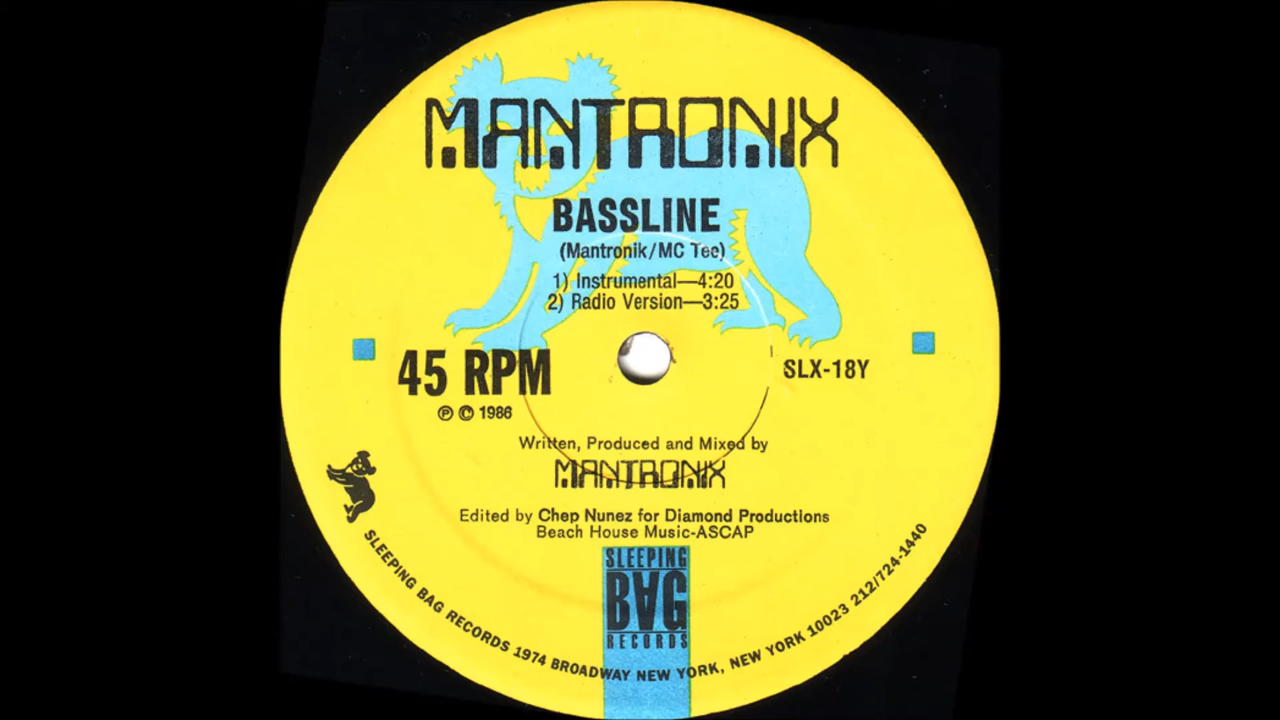 MANTRONIX
BASSLINE
(Mantronik/MC Tee)
1) Instrumental—4:20
2) Radio Version—3:25
45 RPM
SLX-18Y
Ⓟ © 1986
Written, Produced and Mixed by
MANTRONIX
Edited by Chep Nunez for Diamond Productions
Beach House Music-ASCAP
SLEEPING
BAG
RECORDS
SLEEPING BAG RECORDS 1974 BROADWAY NEW YORK, NEW YORK 10023 212/724-1440